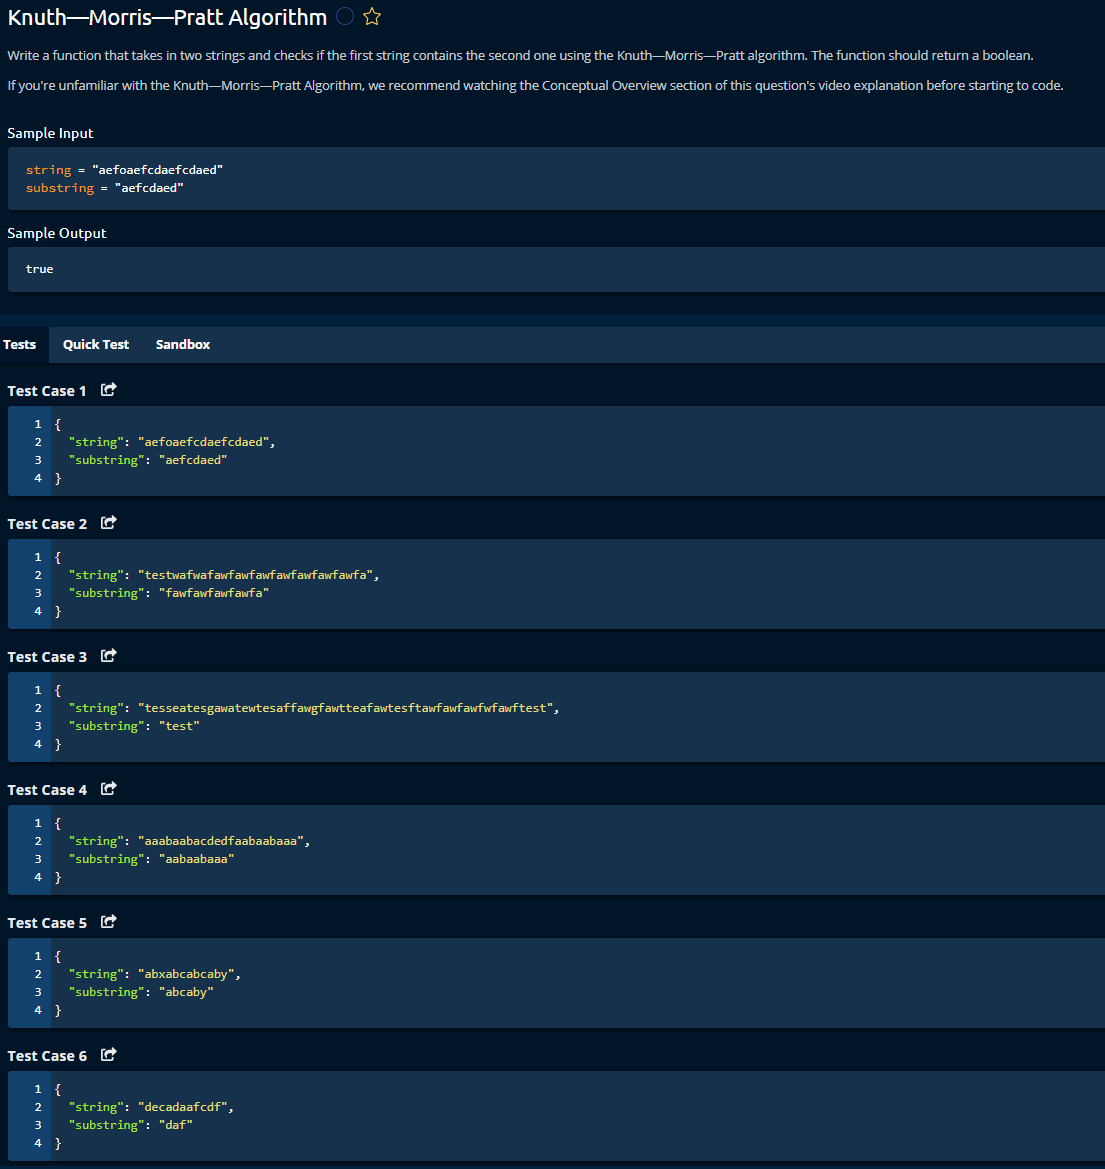 Knuth—Morris—Pratt Algorithm
Write a function that takes in two strings and checks if the first string contains the second one using the Knuth—Morris—Pratt algorithm. The function should return a boolean.
If you're unfamiliar with the Knuth—Morris—Pratt Algorithm, we recommend watching the Conceptual Overview section of this question's video explanation before starting to code.
Sample Input
string = "aefoaefcdaefcdaed"
substring = "aefcdaed"
Sample Output
true
Tests Quick Test Sandbox
Test Case 1
1 {
2 "string": "aefoaefcdaefcdaed",
3 "substring": "aefcdaed"
4 }
Test Case 2
1 {
2 "string": "testwafwafawfawfawfawfawfawfawfa",
3 "substring": "fawfawfawfawfa"
4 }
Test Case 3
1 {
2 "string": "tesseatesgawatewtesaffawgfawtteafawtesftawfawfawfwfawftest",
3 "substring": "test"
4 }
Test Case 4
1 {
2 "string": "aaabaabacdedfaabaabaaa",
3 "substring": "aabaabaaa"
4 }
Test Case 5
1 {
2 "string": "abxabcabcaby",
3 "substring": "abcaby"
4 }
Test Case 6
1 {
2 "string": "decadaafcdf",
3 "substring": "daf"
4 }